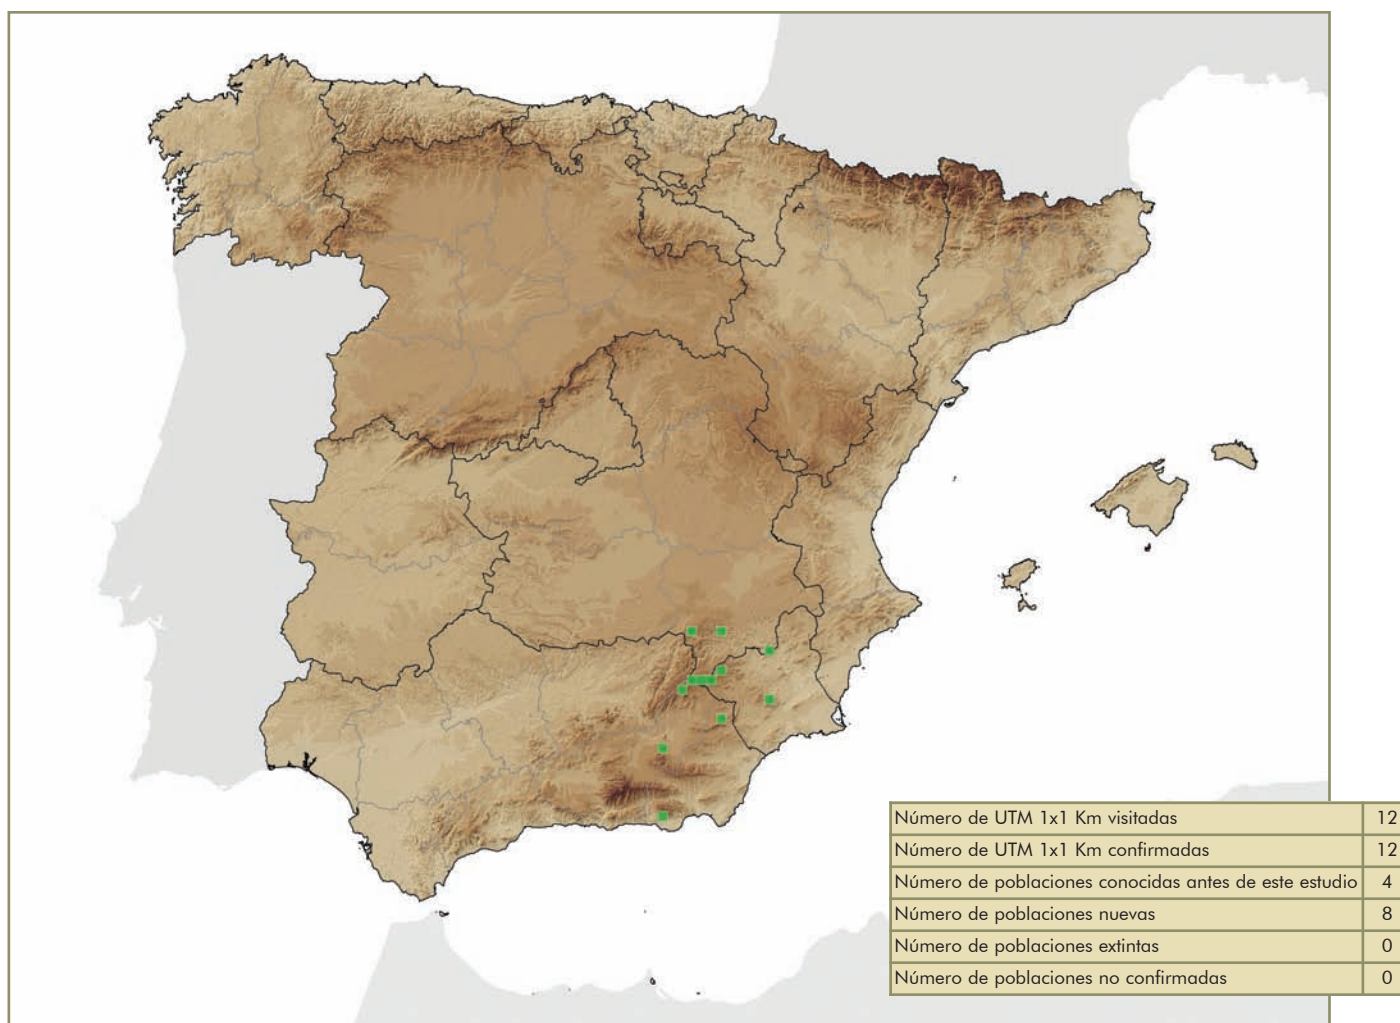 Número de UTM 1x1 Km visitadas 12
Número de UTM 1x1 Km confirmadas 12
Número de poblaciones conocidas antes de este estudio 4
Número de poblaciones nuevas 8
Número de poblaciones extintas 0
Número de poblaciones no confirmadas 0